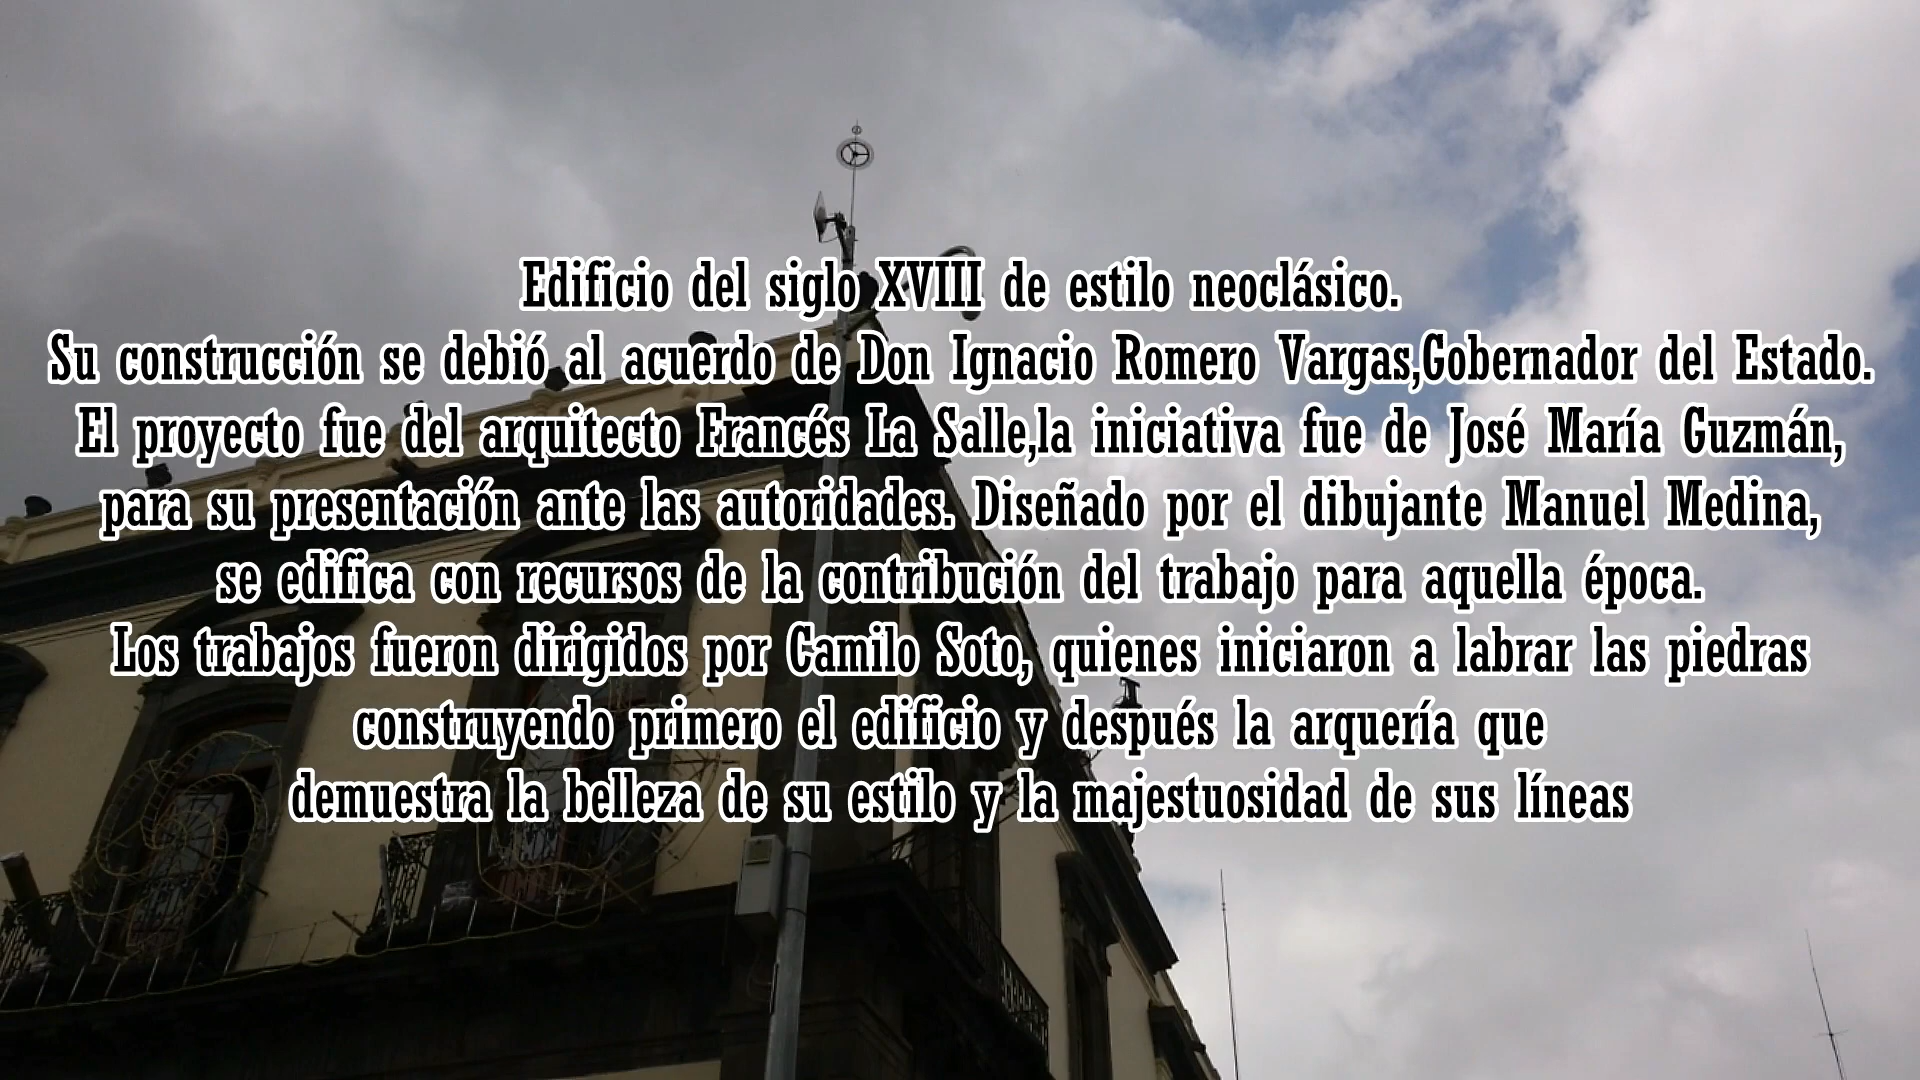 Edificio del siglo XVIII de estilo neoclásico.
Su construcción se debió al acuerdo de Don Ignacio Romero Vargas,Gobernador del Estado.
El proyecto fue del arquitecto Francés La Salle,la iniciativa fue de José María Guzmán,
para su presentación ante las autoridades. Diseñado por el dibujante Manuel Medina,
se edifica con recursos de la contribución del trabajo para aquella época.
Los trabajos fueron dirigidos por Camilo Soto, quienes iniciaron a labrar las piedras
construyendo primero el edificio y después la arquería que
demuestra la belleza de su estilo y la majestuosidad de sus líneas